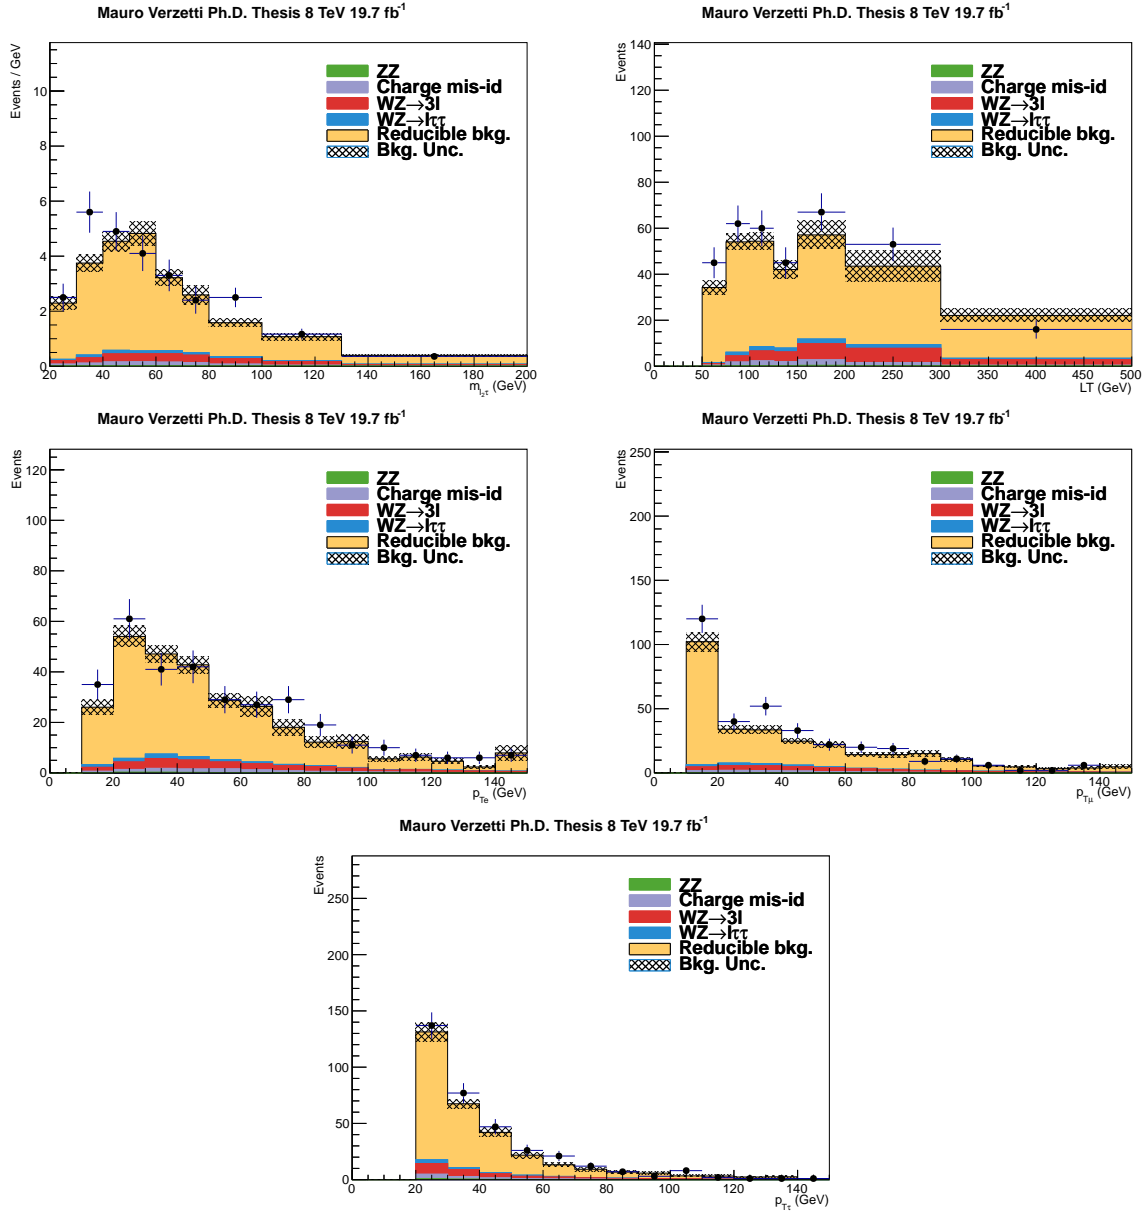 Mauro Verzetti Ph.D. Thesis 8 TeV 19.7 fb⁻¹
Events / GeV
10
8
6
4
2
0
ZZ
Charge mis-id
WZ→3l
WZ→lττ
Reducible bkg.
Bkg. Unc.
20 40 60 80 100 120 140 160 180 200
m_{l₂τ} (GeV)
Mauro Verzetti Ph.D. Thesis 8 TeV 19.7 fb⁻¹
Events
140
120
100
80
60
40
20
0
ZZ
Charge mis-id
WZ→3l
WZ→lττ
Reducible bkg.
Bkg. Unc.
0 50 100 150 200 250 300 350 400 450 500
LT (GeV)
Mauro Verzetti Ph.D. Thesis 8 TeV 19.7 fb⁻¹
Events
120
100
80
60
40
20
0
ZZ
Charge mis-id
WZ→3l
WZ→lττ
Reducible bkg.
Bkg. Unc.
0 20 40 60 80 100 120 140
p_{Te} (GeV)
Mauro Verzetti Ph.D. Thesis 8 TeV 19.7 fb⁻¹
Events
250
200
150
100
50
0
ZZ
Charge mis-id
WZ→3l
WZ→lττ
Reducible bkg.
Bkg. Unc.
0 20 40 60 80 100 120 140
p_{Tμ} (GeV)
Mauro Verzetti Ph.D. Thesis 8 TeV 19.7 fb⁻¹
Events
250
200
150
100
50
0
ZZ
Charge mis-id
WZ→3l
WZ→lττ
Reducible bkg.
Bkg. Unc.
0 20 40 60 80 100 120 140
p_{Tτ} (GeV)